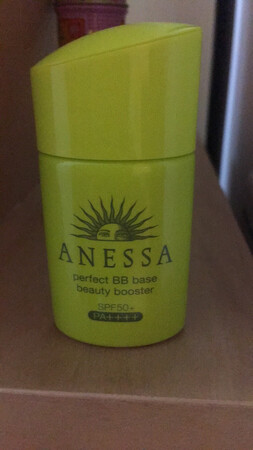 ANESSA
perfect BB base
beauty booster
SPF50+
PA++++